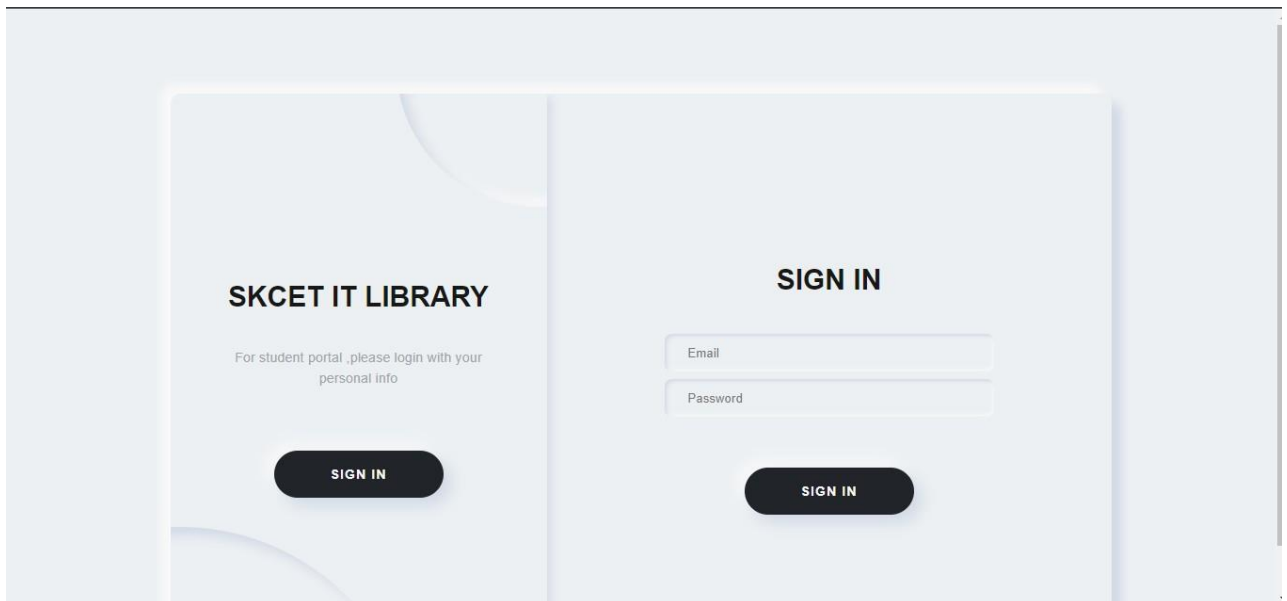 SKCET IT LIBRARY
For student portal ,please login with your
personal info
SIGN IN
SIGN IN
Email
Password
SIGN IN